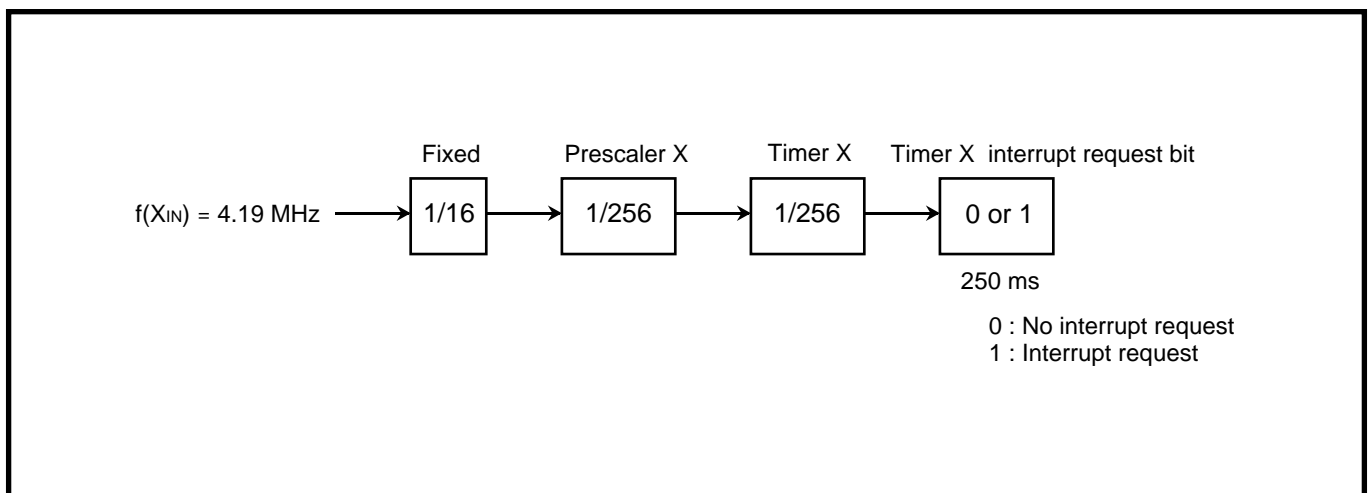 Fixed
Prescaler X
Timer X
Timer X interrupt request bit
f(XIN) = 4.19 MHz
1/16
1/256
1/256
0 or 1
250 ms
0 : No interrupt request
1 : Interrupt request